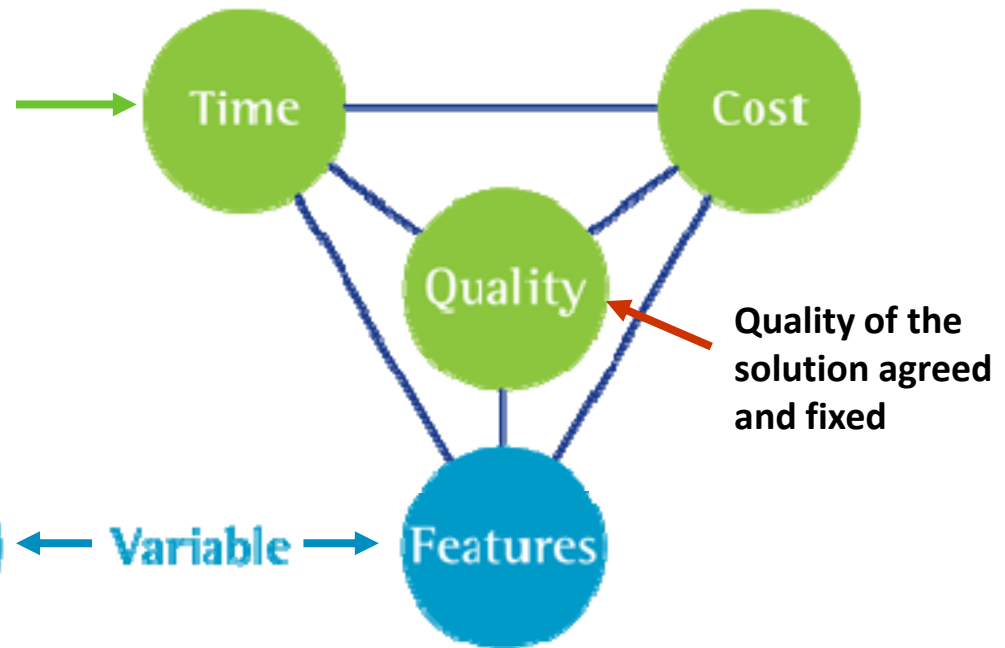 Time
Cost
Quality
Quality of the
solution agreed
and fixed
Variable
Features